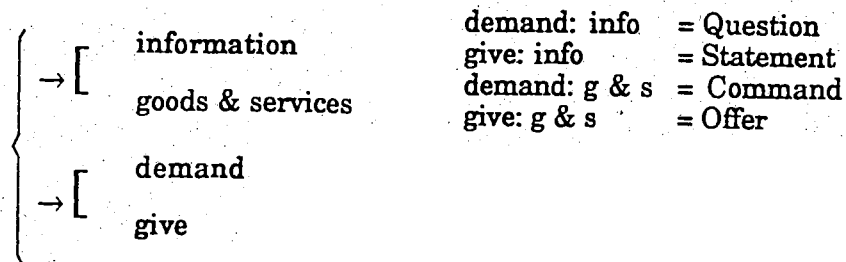 information
goods & services
demand
give
demand: info = Question
give: info = Statement
demand: g & s = Command
give: g & s = Offer